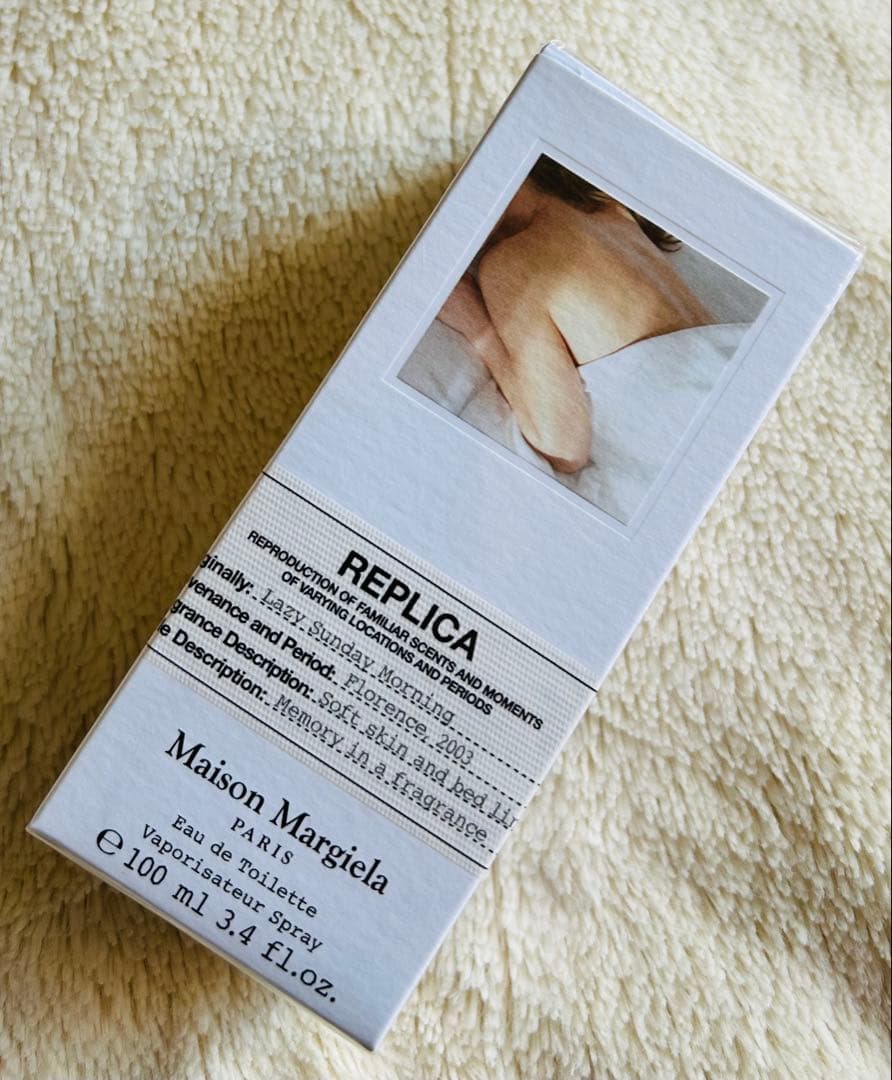 REPLICA
REPRODUCTION OF FAMILIAR SCENTS AND MOMENTS
OF VARYING LOCATIONS AND PERIODS
ginally: Lazy Sunday Morning
venance and Period: Florence, 2003
grance Description: Soft skin and bed lin
e Description: Memory in a fragrance
Maison Margiela
PARIS
Eau de Toilette
Vaporisateur Spray
℮ 100 ml 3.4 fl.oz.